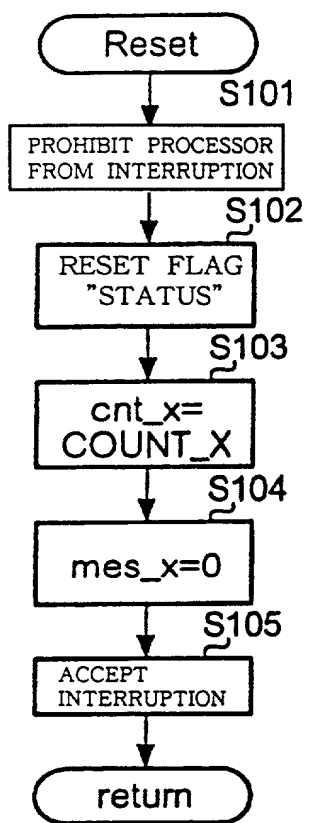 Reset
S101
PROHIBIT PROCESSOR
FROM INTERRUPTION
S102
RESET FLAG
"STATUS"
S103
cnt_x=
COUNT_X
S104
mes_x=0
S105
ACCEPT
INTERRUPTION
return